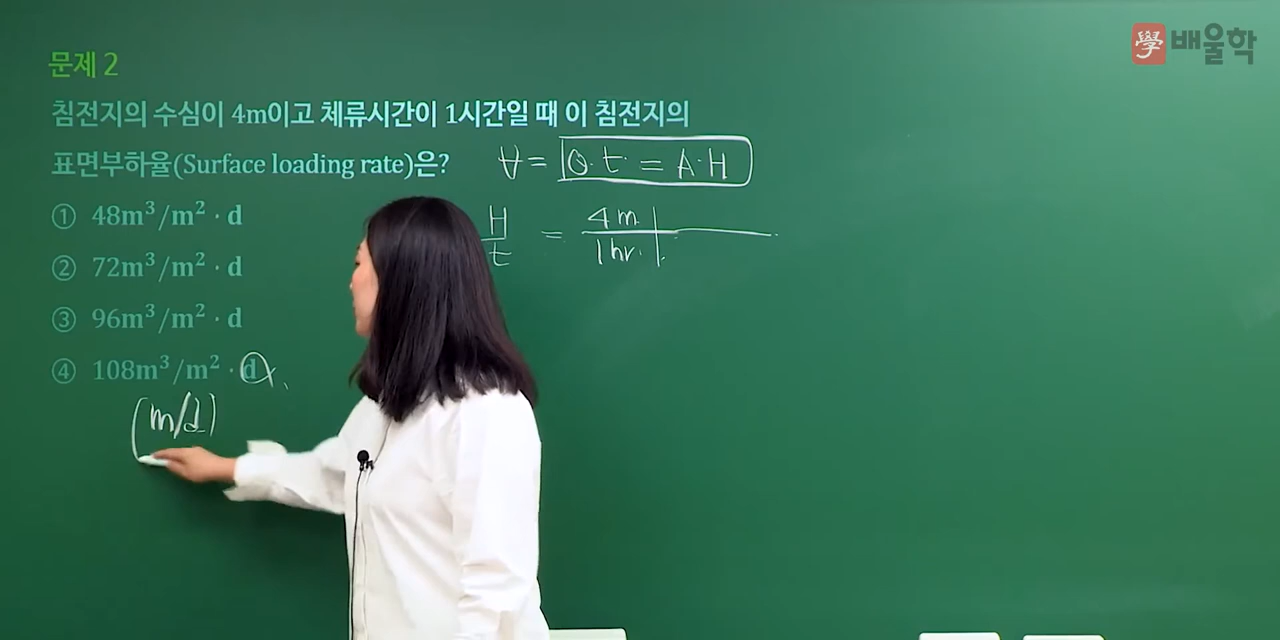 學 배울학
문제 2
침전지의 수심이 4m이고 체류시간이 1시간일 때 이 침전지의
표면부하율(Surface loading rate)은?
① 48m³/m² · d
② 72m³/m² · d
③ 96m³/m² · d
④ 108m³/m² · d
(m/d)
V = Q·t = A·H
H/t = 4m/1hr